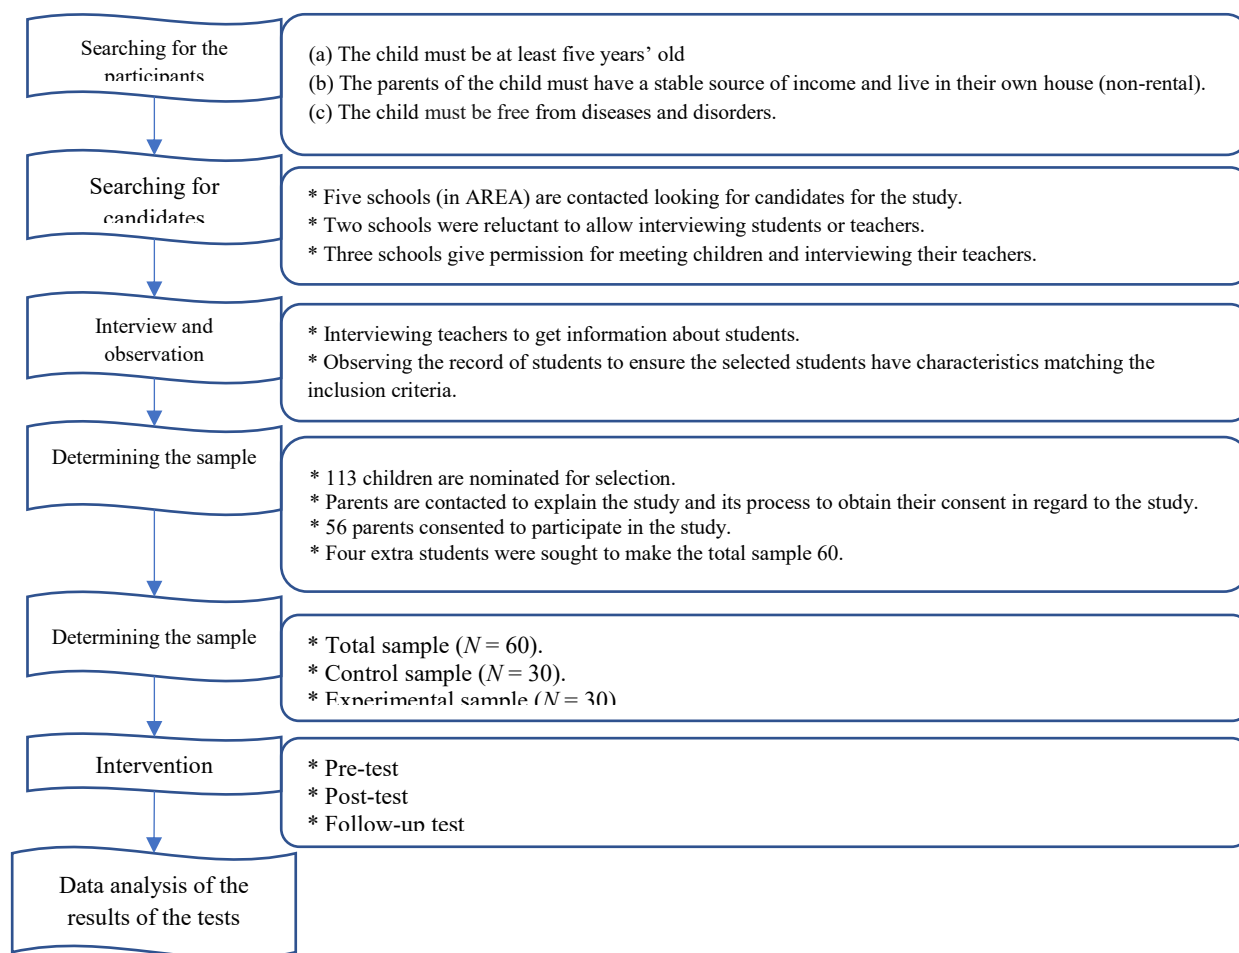 Searching for the
participants
(a) The child must be at least five years’ old
(b) The parents of the child must have a stable source of income and live in their own house (non-rental).
(c) The child must be free from diseases and disorders.
Searching for
candidates
* Five schools (in AREA) are contacted looking for candidates for the study.
* Two schools were reluctant to allow interviewing students or teachers.
* Three schools give permission for meeting children and interviewing their teachers.
Interview and
observation
* Interviewing teachers to get information about students.
* Observing the record of students to ensure the selected students have characteristics matching the
inclusion criteria.
Determining the sample
* 113 children are nominated for selection.
* Parents are contacted to explain the study and its process to obtain their consent in regard to the study.
* 56 parents consented to participate in the study.
* Four extra students were sought to make the total sample 60.
Determining the sample
* Total sample (N = 60).
* Control sample (N = 30).
* Experimental sample (N = 30)
Intervention
* Pre-test
* Post-test
* Follow-up test
Data analysis of the
results of the tests